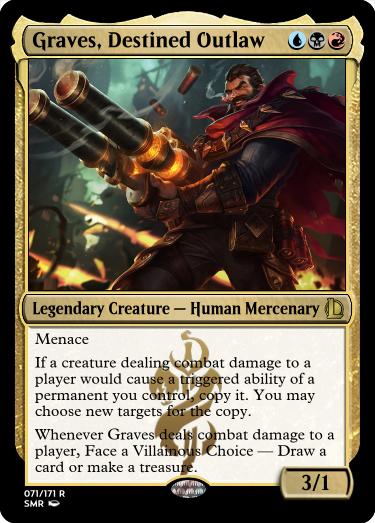 Graves, Destined Outlaw
Legendary Creature — Human Mercenary
Menace
If a creature dealing combat damage to a
player would cause a triggered ability of a
permanent you control, copy it. You may
choose new targets for the copy.
Whenever Graves deals combat damage to a
player, Face a Villainous Choice — Draw a
card or make a treasure.
3/1
071/171 R
SMR